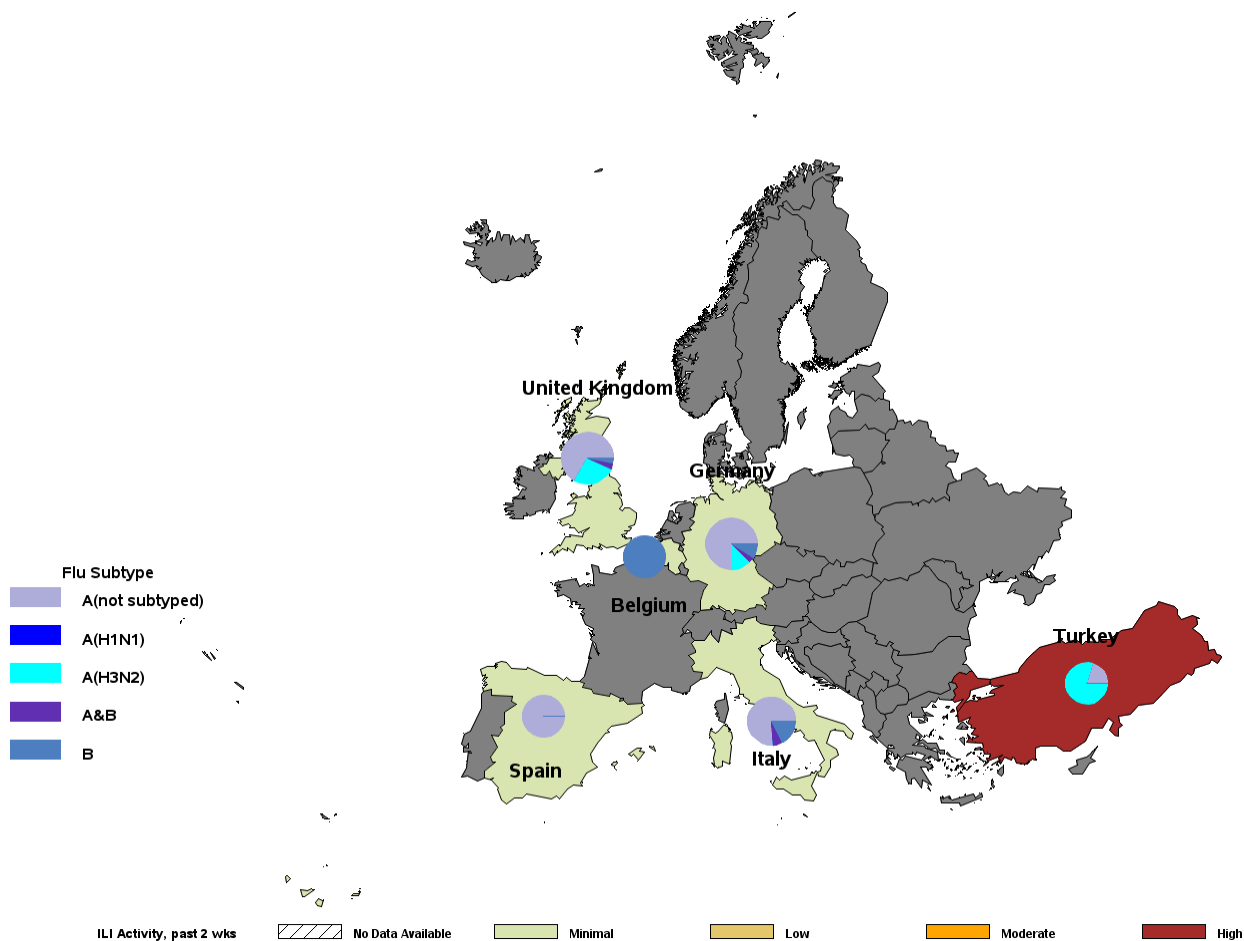 United Kingdom
Germany
Flu Subtype
A(not subtyped)
Belgium
A(H1N1)
Turkey
A(H3N2)
A&B
B
Italy
Spain
ILI Activity, past 2 wks
No Data Available
Minimal
Low
Moderate
High